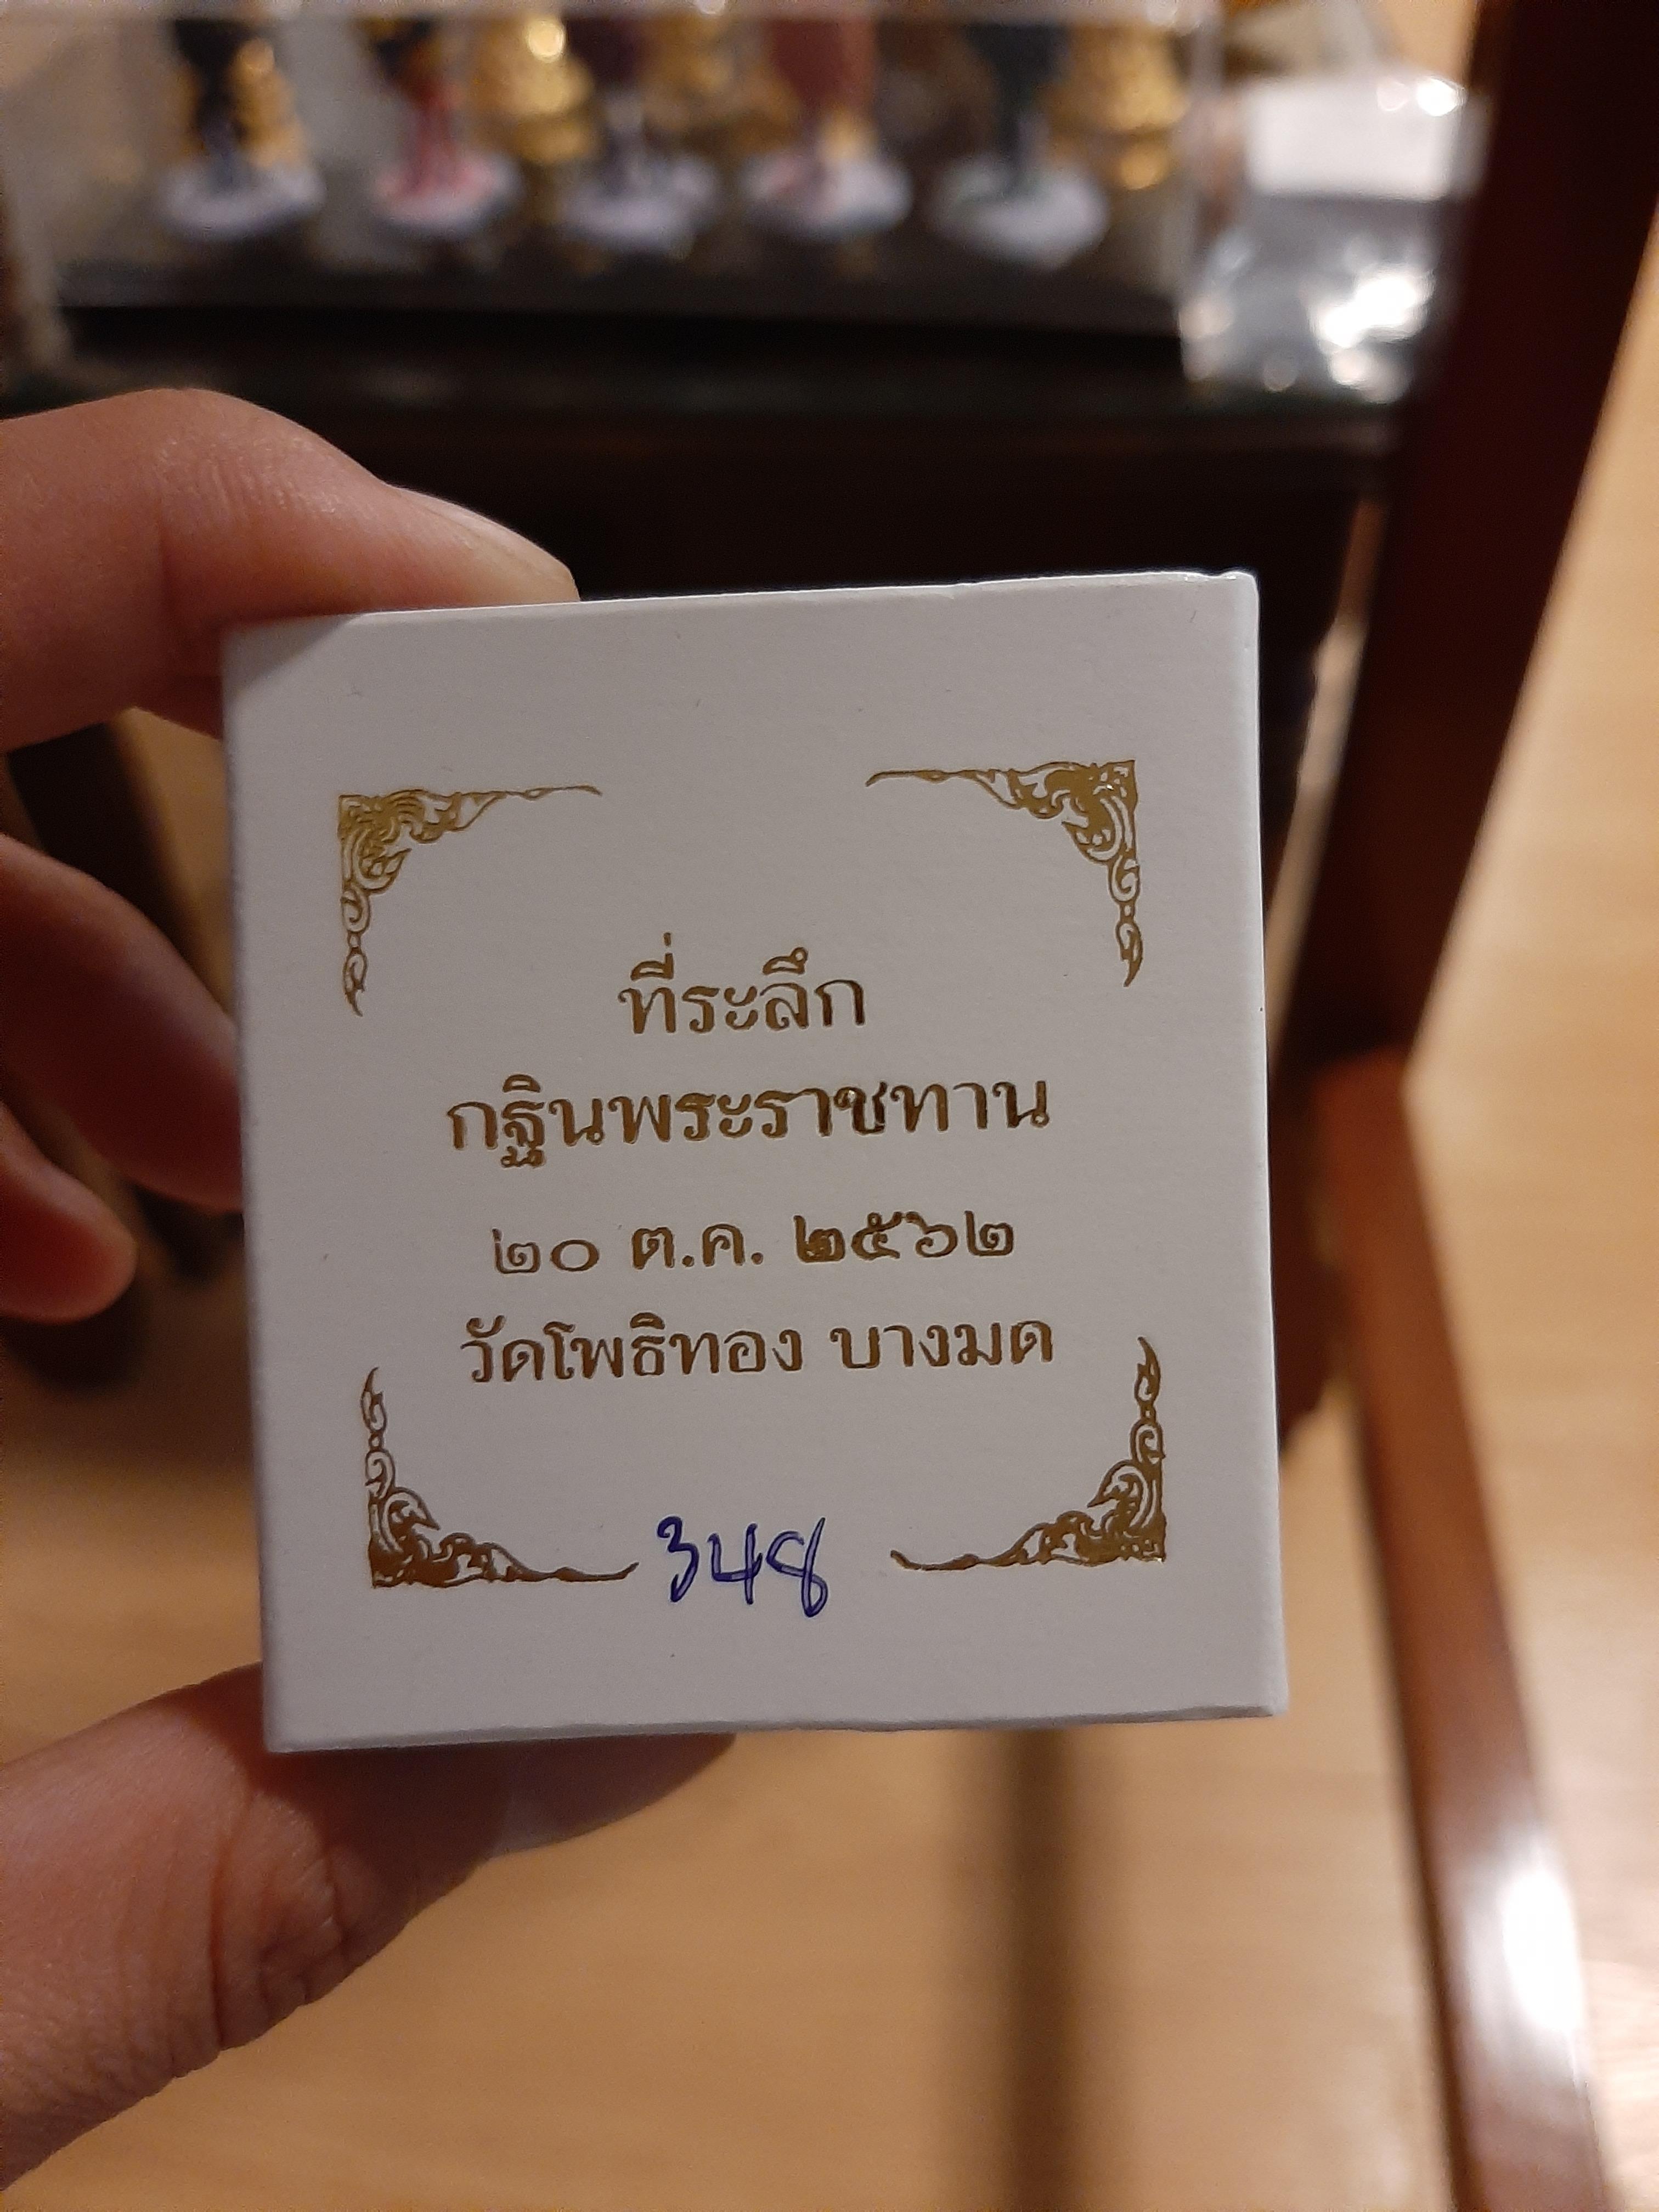 ที่ระลึก
กฐินพระราชทาน
๒๐ ต.ค. ๒๕๖๒
วัดโพธิทอง บางมด
348